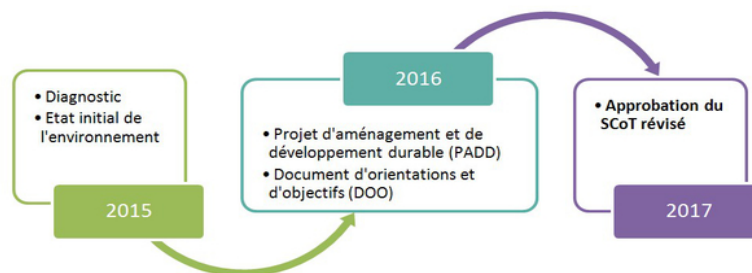 • Diagnostic
• Etat initial de
l'environnement
2015
2016
• Projet d'aménagement et de
développement durable (PADD)
• Document d'orientations et
d'objectifs (DOO)
• Approbation du
SCoT révisé
2017